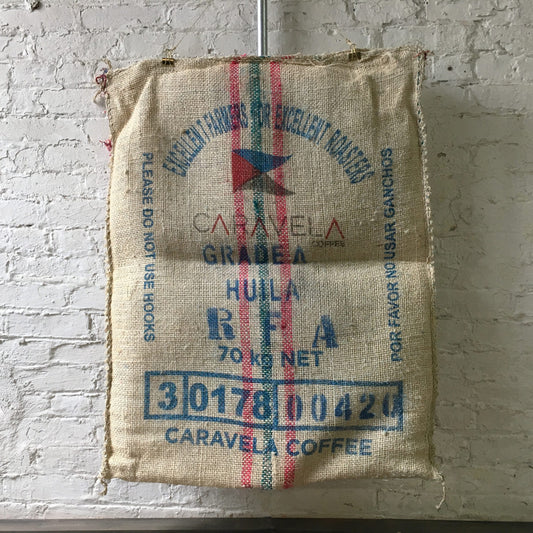 EXCELLENT FARMERS FOR EXCELLENT ROASTERS
CARAVELA
COFFEE
GRADE A
HUILA
R F A
70 kg NET
3 0178 00420
CARAVELA COFFEE
PLEASE DO NOT USE HOOKS
POR FAVOR NO USAR GANCHOS